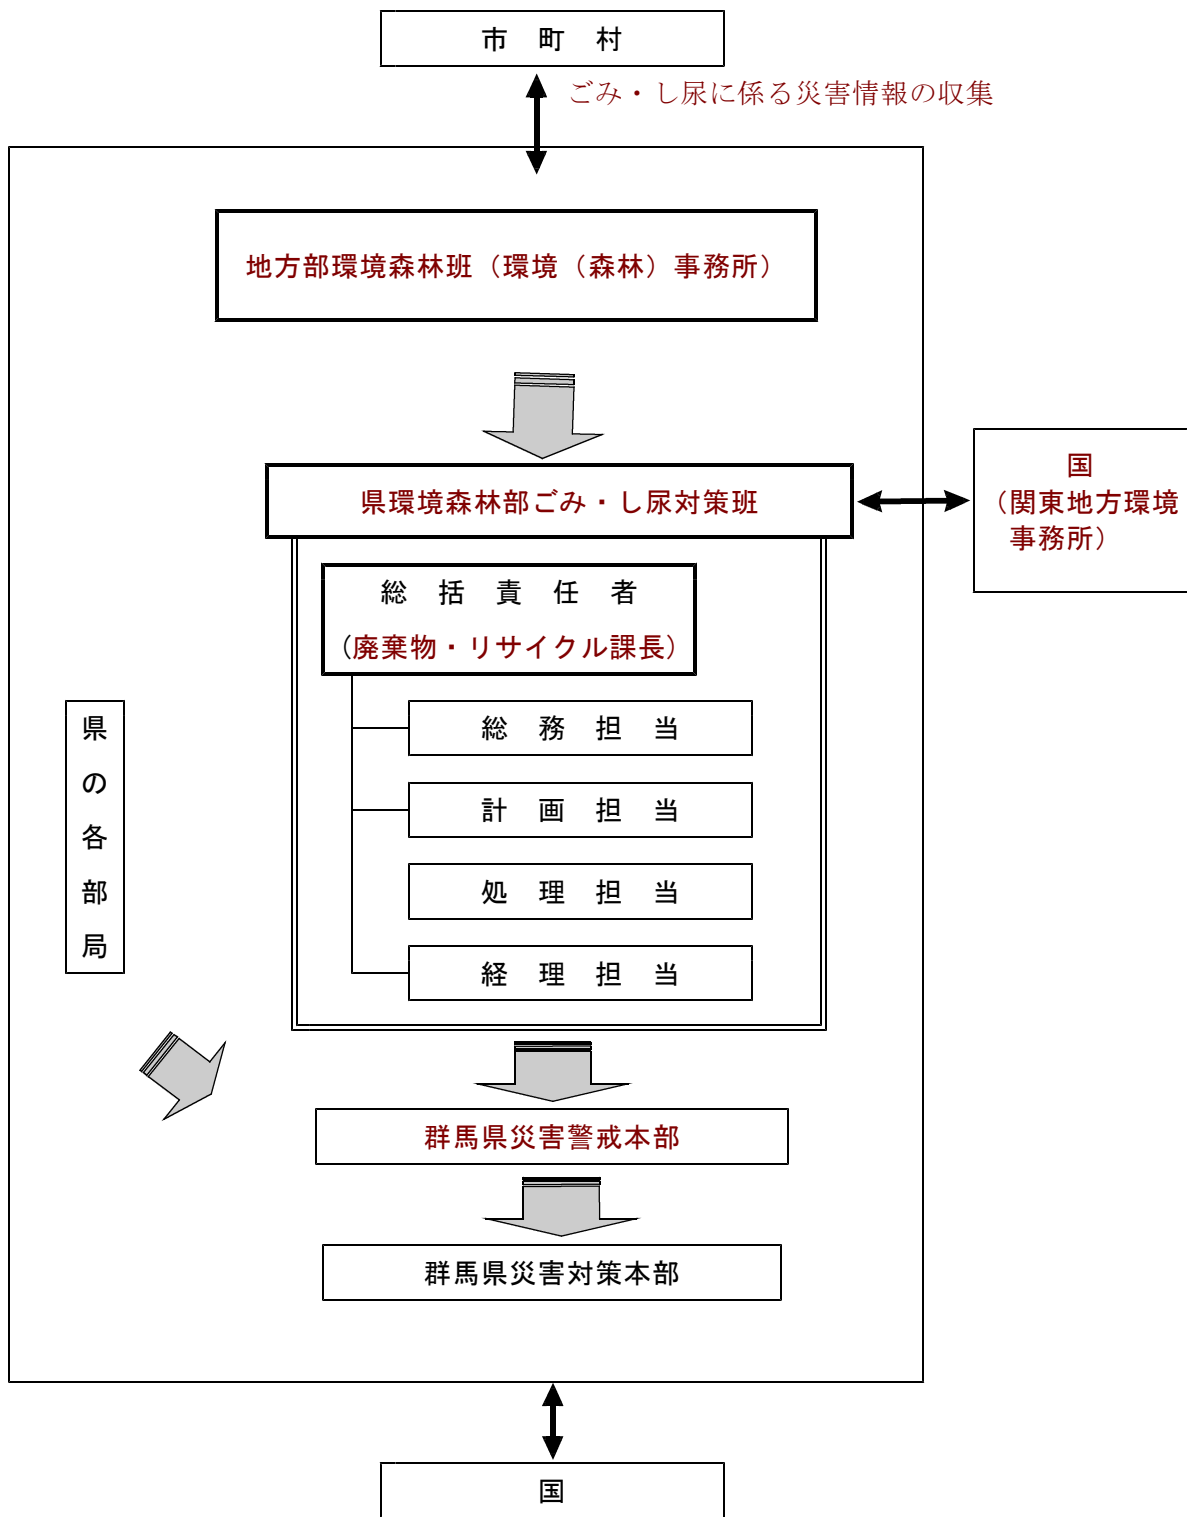 市町村
ごみ・し尿に係る災害情報の収集
地方部環境森林班（環境（森林）事務所）
県環境森林部ごみ・し尿対策班
国
（関東地方環境
事務所）
総括責任者
（廃棄物・リサイクル課長）
総務担当
計画担当
処理担当
経理担当
県の各部局
群馬県災害警戒本部
群馬県災害対策本部
国